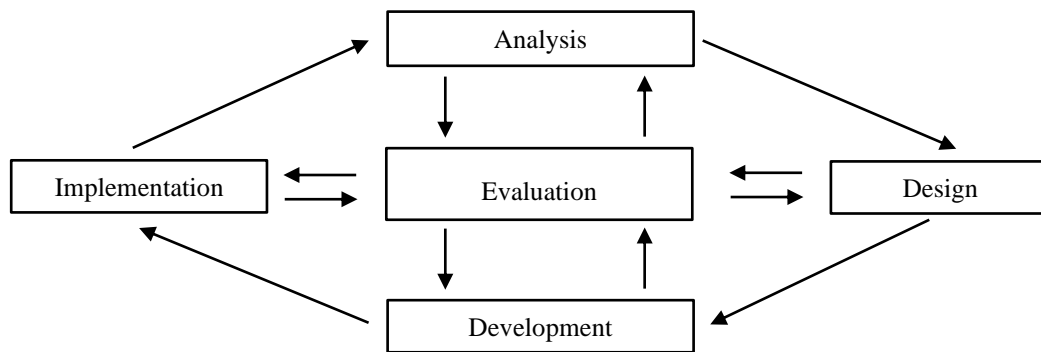 Analysis
Implementation
Evaluation
Design
Development